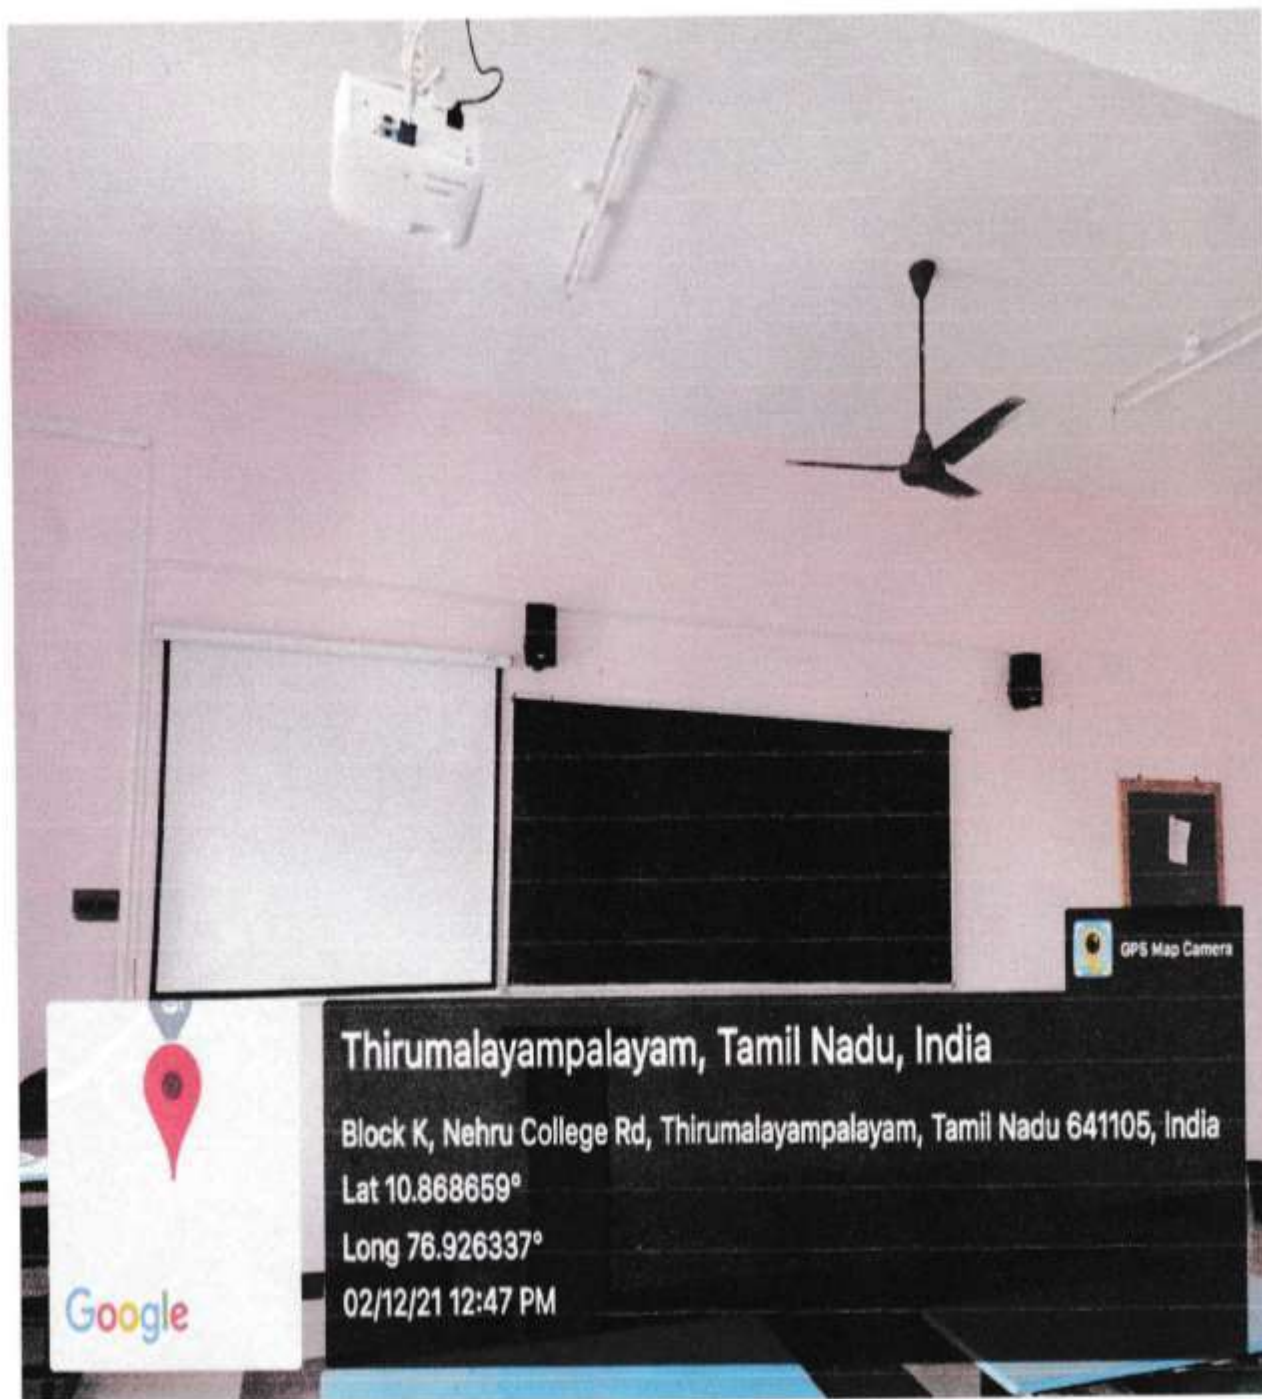 GPS Map Camera
Thirumalayampalayam, Tamil Nadu, India
Block K, Nehru College Rd, Thirumalayampalayam, Tamil Nadu 641105, India
Lat 10.868659°
Long 76.926337°
02/12/21 12:47 PM
Google